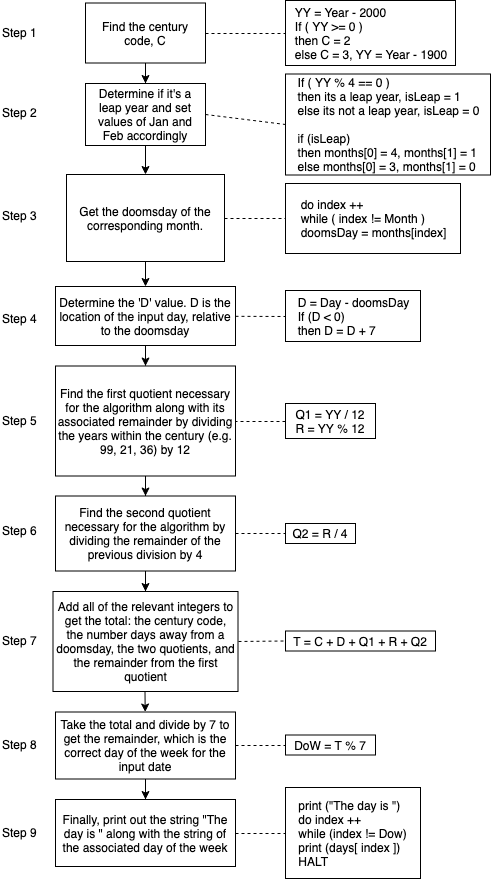 Step 1
Find the century
code, C
YY = Year - 2000
If ( YY >= 0 )
then C = 2
else C = 3, YY = Year - 1900
Step 2
Determine if it's a
leap year and set
values of Jan and
Feb accordingly
If ( YY % 4 == 0 )
then its a leap year, isLeap = 1
else its not a leap year, isLeap = 0
if (isLeap)
then months[0] = 4, months[1] = 1
else months[0] = 3, months[1] = 0
Step 3
Get the doomsday of the
corresponding month.
do index ++
while ( index != Month )
doomsDay = months[index]
Step 4
Determine the 'D' value. D is the
location of the input day, relative
to the doomsday
D = Day - doomsDay
If (D < 0)
then D = D + 7
Step 5
Find the first quotient necessary
for the algorithm along with its
associated remainder by dividing
the years within the century (e.g.
99, 21, 36) by 12
Q1 = YY / 12
R = YY % 12
Step 6
Find the second quotient
necessary for the algorithm by
dividing the remainder of the
previous division by 4
Q2 = R / 4
Step 7
Add all of the relevant integers to
get the total: the century code,
the number days away from a
doomsday, the two quotients, and
the remainder from the first
quotient
T = C + D + Q1 + R + Q2
Step 8
Take the total and divide by 7 to
get the remainder, which is the
correct day of the week for the
input date
DoW = T % 7
Step 9
Finally, print out the string "The
day is " along with the string of
the associated day of the week
print ("The day is ")
do index ++
while (index != Dow)
print (days[ index ])
HALT